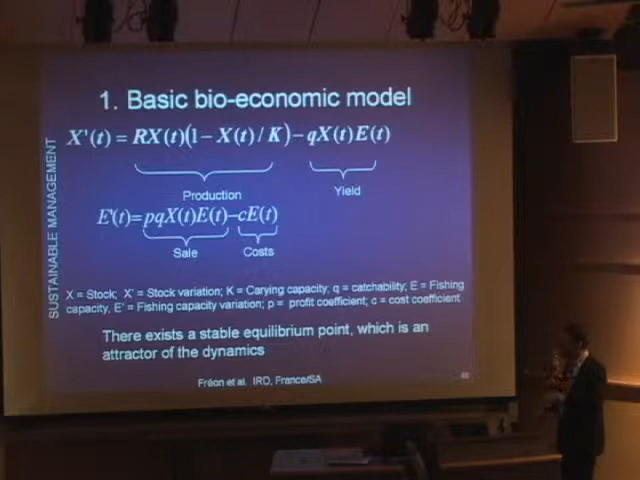 1. Basic bio-economic model
X'(t) = RX(t)(1−X(t)/K)−qX(t)E(t)
Production
Yield
E'(t)=pqX(t)E(t)−cE(t)
Sale
Costs
SUSTAINABLE MANAGEMENT
X = Stock; X' = Stock variation; K = Carying capacity; q = catchability; E = Fishing
capacity, E' = Fishing capacity variation; p = profit coefficient; c = cost coefficient
There exists a stable equilibrium point, which is an
attractor of the dynamics
Fréon et al. IRD, France/SA